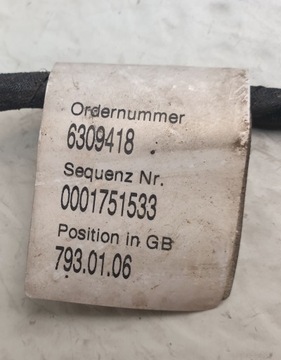 Ordernummer
6309418
Sequenz Nr.
0001751533
Position in GB
793.01.06